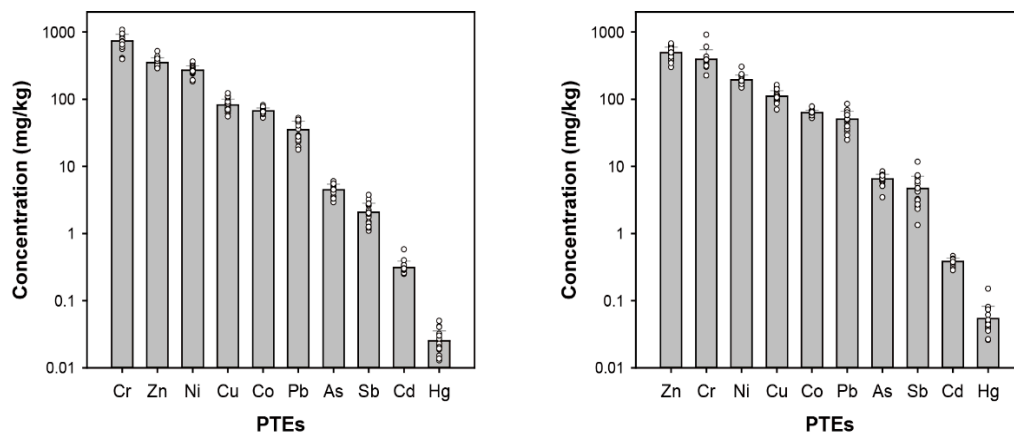 Concentration (mg/kg)
1000
100
10
1
0.1
0.01
Cr Zn Ni Cu Co Pb As Sb Cd Hg
PTEs
Concentration (mg/kg)
1000
100
10
1
0.1
0.01
Zn Cr Ni Cu Co Pb As Sb Cd Hg
PTEs